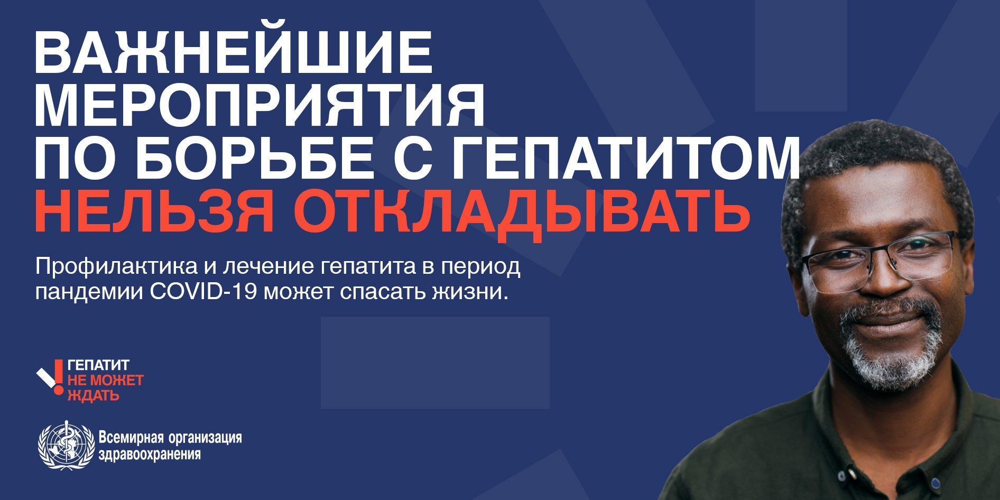 ВАЖНЕЙШИЕ
МЕРОПРИЯТИЯ
ПО БОРЬБЕ С ГЕПАТИТОМ
НЕЛЬЗЯ ОТКЛАДЫВАТЬ
Профилактика и лечение гепатита в период
пандемии COVID-19 может спасать жизни.
ГЕПАТИТ
НЕ МОЖЕТ
ЖДАТЬ
Всемирная организация
здравоохранения